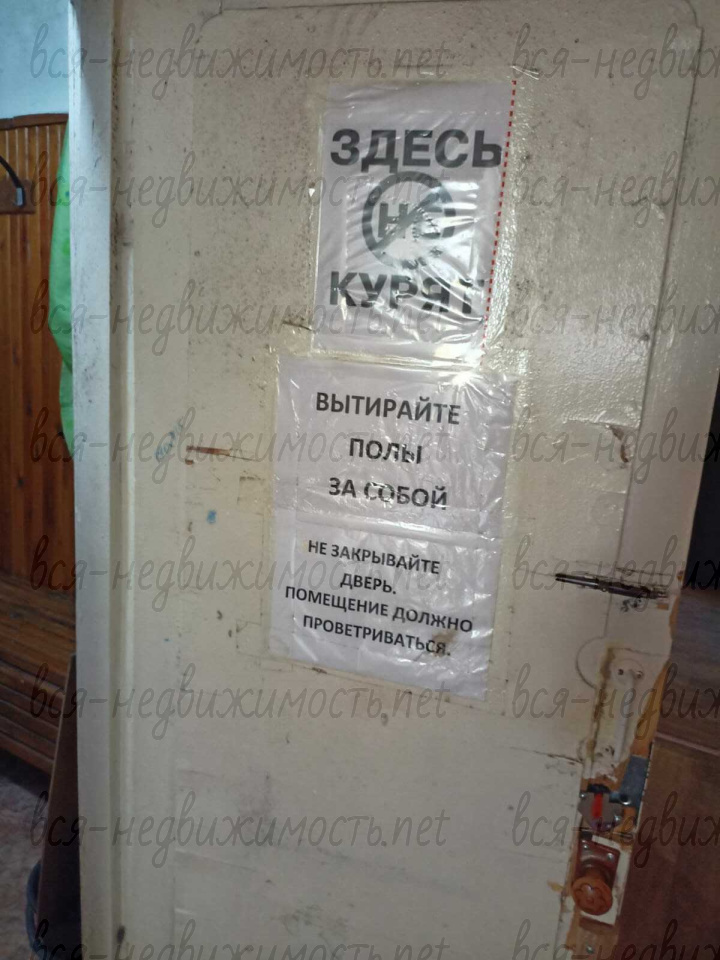 ЗДЕСЬ
НЕ
КУРЯТ
ВЫТИРАЙТЕ
ПОЛЫ
ЗА СОБОЙ
НЕ ЗАКРЫВАЙТЕ
ДВЕРЬ.
ПОМЕЩЕНИЕ ДОЛЖНО
ПРОВЕТРИВАТЬСЯ.
вся-недвижимость.net